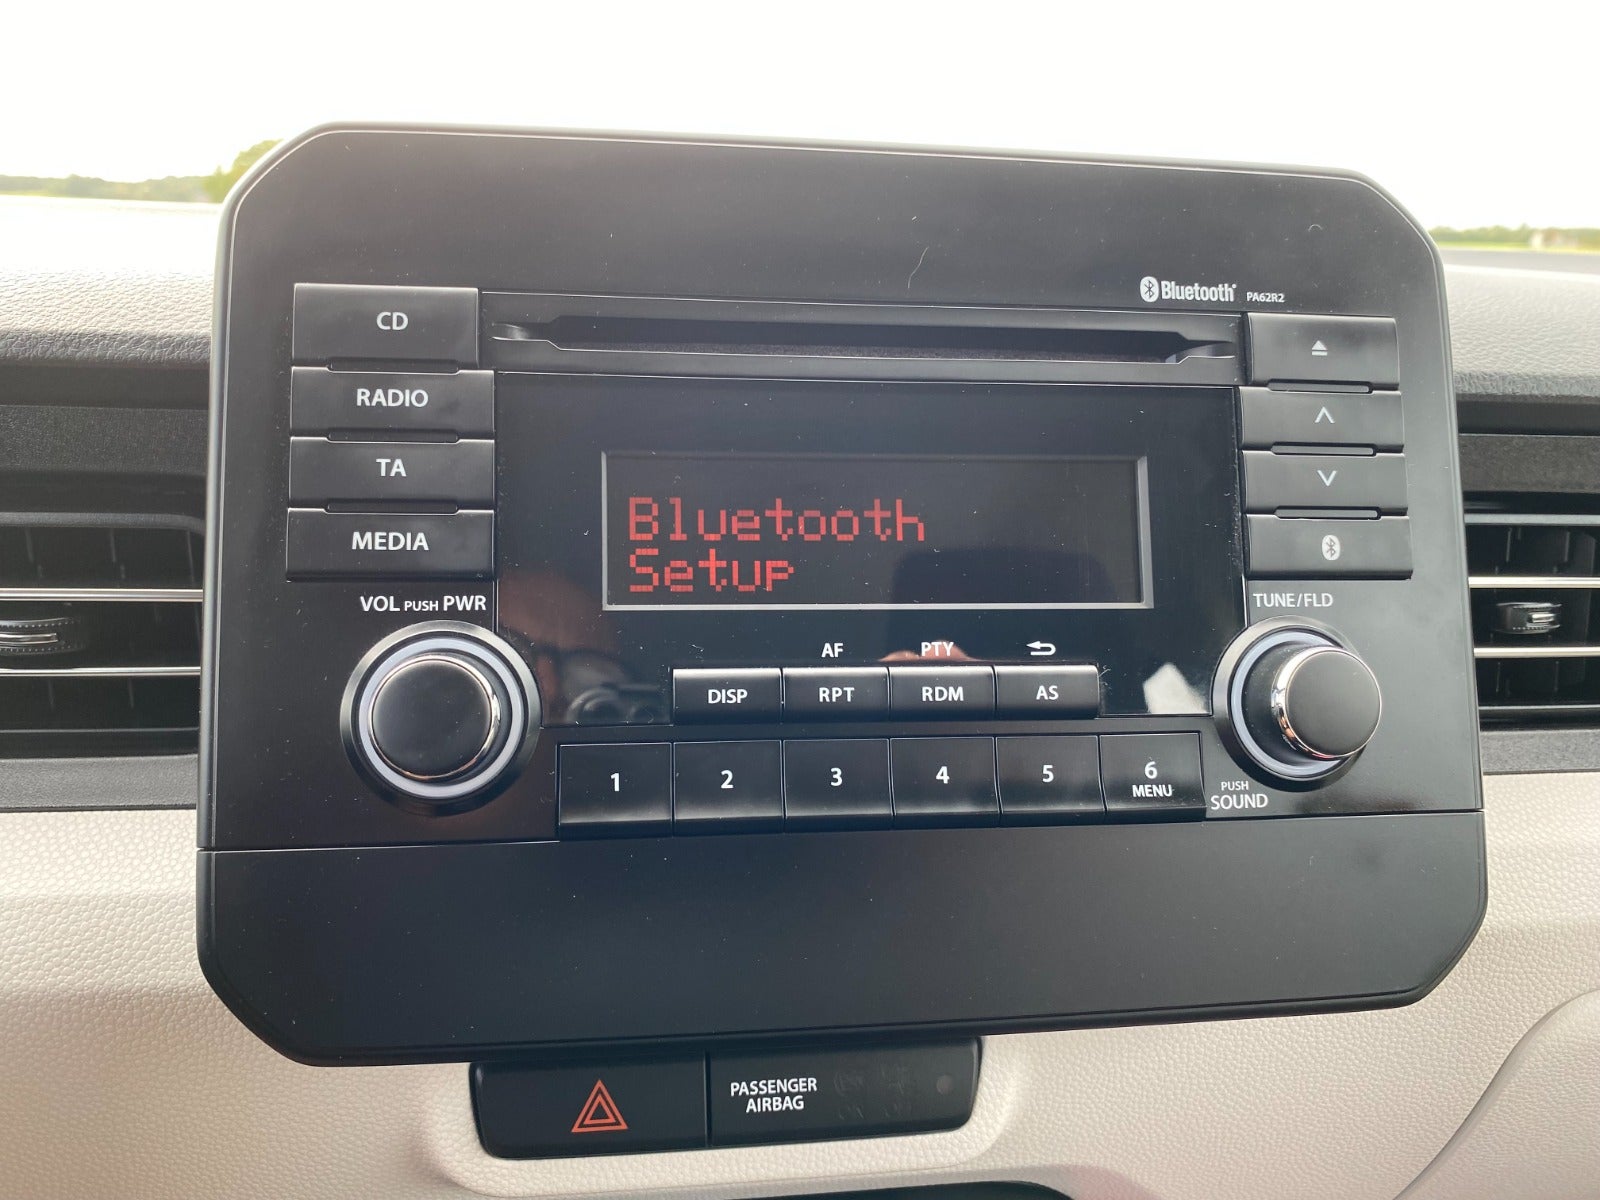 Bluetooth PA62R2
CD
RADIO
TA
MEDIA
Bluetooth
Setup
VOL PUSH PWR
TUNE/FLD
AF PTY
DISP RPT RDM AS
1 2 3 4 5 6
MENU
PUSH
SOUND
PASSENGER
AIRBAG